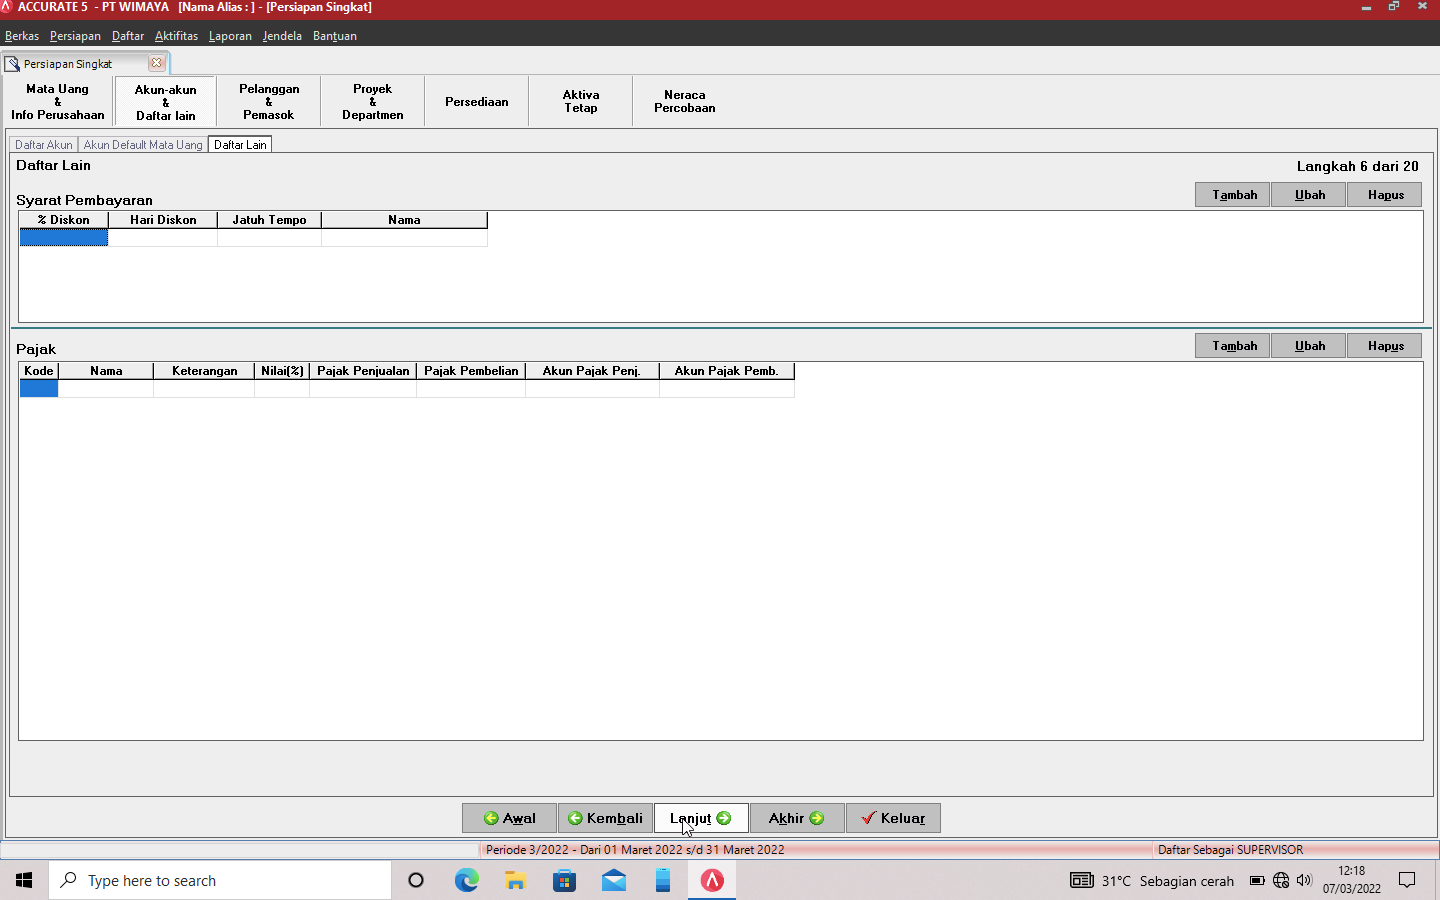 ACCURATE 5 - PT WIMAYA [Nama Alias : ] - [Persiapan Singkat]
Berkas Persiapan Daftar Aktifitas Laporan Jendela Bantuan
Persiapan Singkat
Mata Uang & Info Perusahaan
Akun-akun & Daftar lain
Pelanggan & Pemasok
Proyek & Departmen
Persediaan
Aktiva Tetap
Neraca Percobaan
Daftar Akun Akun Default Mata Uang Daftar Lain
Daftar Lain Langkah 6 dari 20
Syarat Pembayaran Tambah Ubah Hapus
% Diskon Hari Diskon Jatuh Tempo Nama
Pajak Tambah Ubah Hapus
Kode Nama Keterangan Nilai(%) Pajak Penjualan Pajak Pembelian Akun Pajak Penj. Akun Pajak Pemb.
Awal Kembali Lanjut Akhir Keluar
Periode 3/2022 - Dari 01 Maret 2022 s/d 31 Maret 2022 Daftar Sebagai SUPERVISOR
Type here to search 31°C Sebagian cerah 12:18
07/03/2022